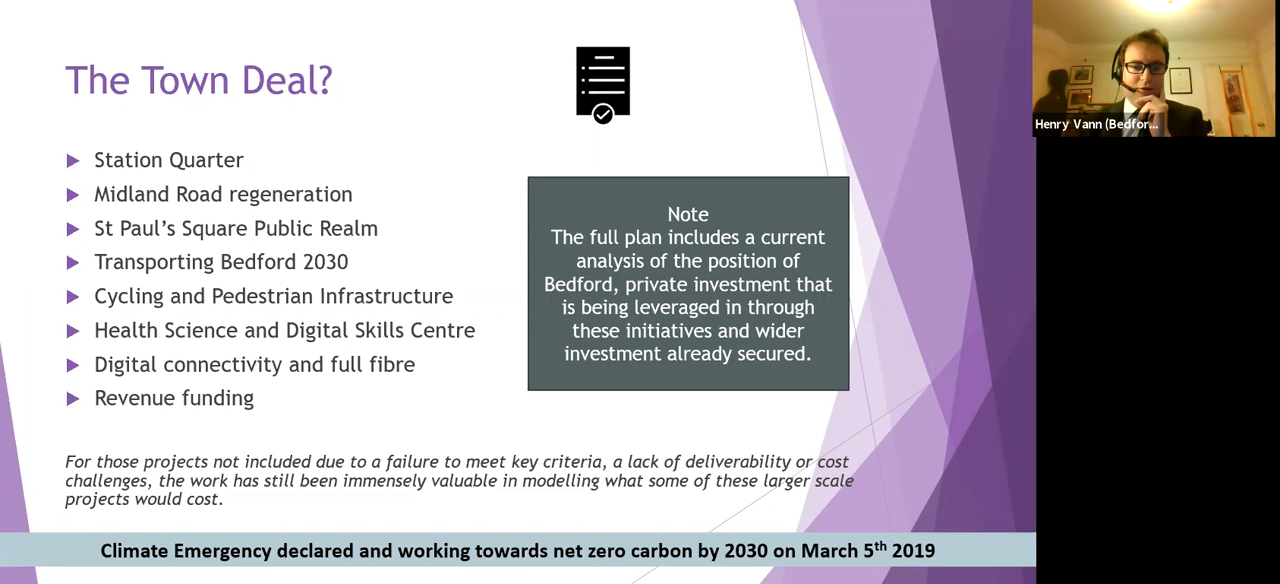 The Town Deal?
Station Quarter
Midland Road regeneration
St Paul's Square Public Realm
Transporting Bedford 2030
Cycling and Pedestrian Infrastructure
Health Science and Digital Skills Centre
Digital connectivity and full fibre
Revenue funding
Note
The full plan includes a current
analysis of the position of
Bedford, private investment that
is being leveraged in through
these initiatives and wider
investment already secured.
For those projects not included due to a failure to meet key criteria, a lack of deliverability or cost
challenges, the work has still been immensely valuable in modelling what some of these larger scale
projects would cost.
Climate Emergency declared and working towards net zero carbon by 2030 on March 5th 2019
Henry Vann (Bedfor...